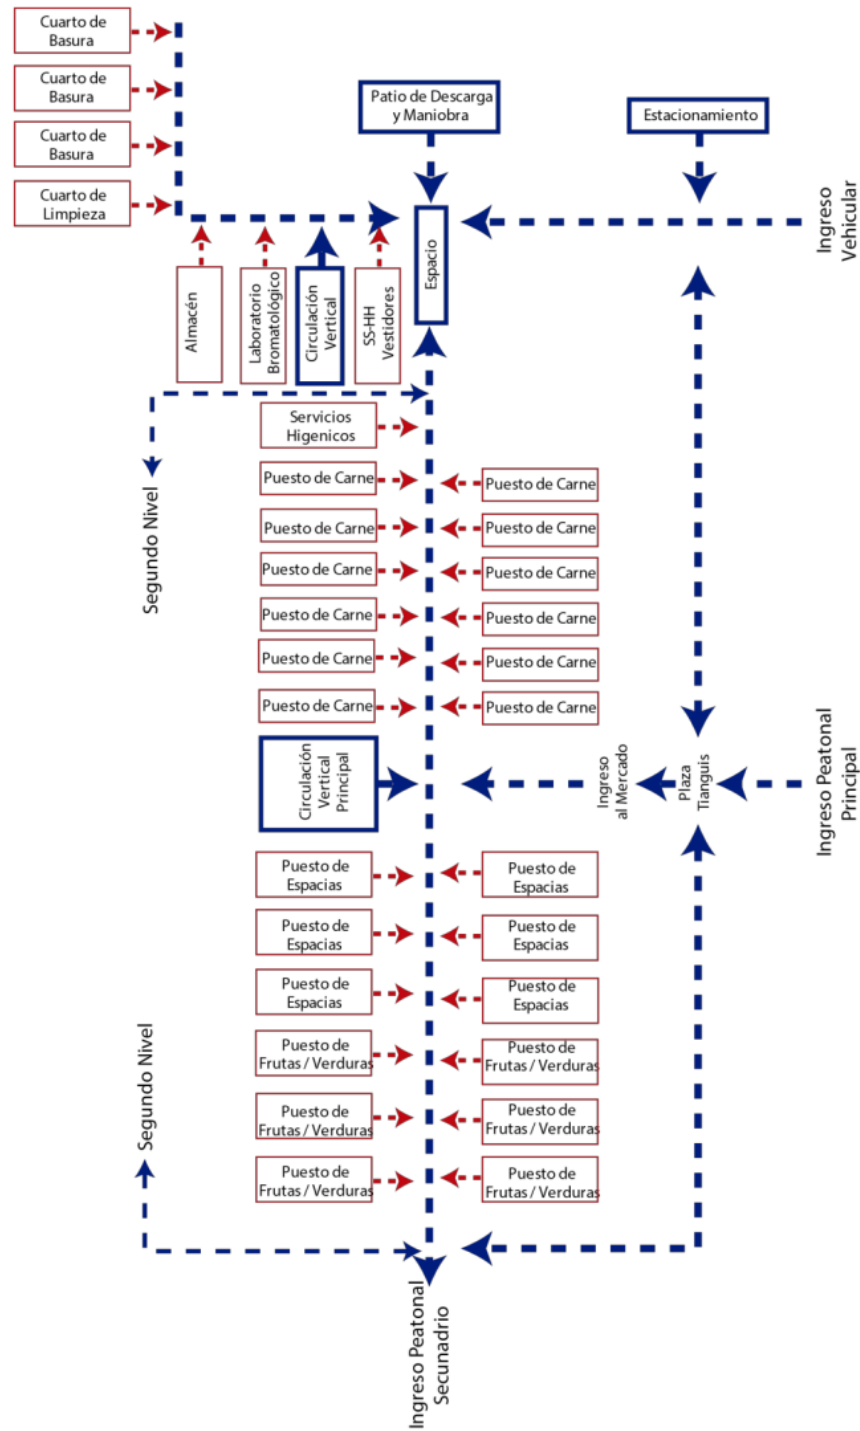 Cuarto de
Basura
Cuarto de
Basura
Cuarto de
Basura
Cuarto de
Limpieza
Patio de Descarga
y Maniobra
Estacionamiento
Ingreso
Vehicular
Espacio
Almacén
Laboratorio
Bromatológico
Circulación
Vertical
SS-HH
Vestidores
Segundo Nivel
Servicios
Higenicos
Puesto de Carne
Puesto de Carne
Puesto de Carne
Puesto de Carne
Puesto de Carne
Puesto de Carne
Puesto de Carne
Puesto de Carne
Puesto de Carne
Puesto de Carne
Puesto de Carne
Puesto de Carne
Circulación
Vertical
Principal
Ingreso
al Mercado
Plaza
Tianguis
Ingreso Peatonal
Principal
Puesto de
Espacias
Puesto de
Espacias
Puesto de
Espacias
Puesto de
Espacias
Puesto de
Espacias
Puesto de
Espacias
Segundo Nivel
Puesto de
Frutas / Verduras
Puesto de
Frutas / Verduras
Puesto de
Frutas / Verduras
Puesto de
Frutas / Verduras
Puesto de
Frutas / Verduras
Puesto de
Frutas / Verduras
Ingreso Peatonal
Secunadrio